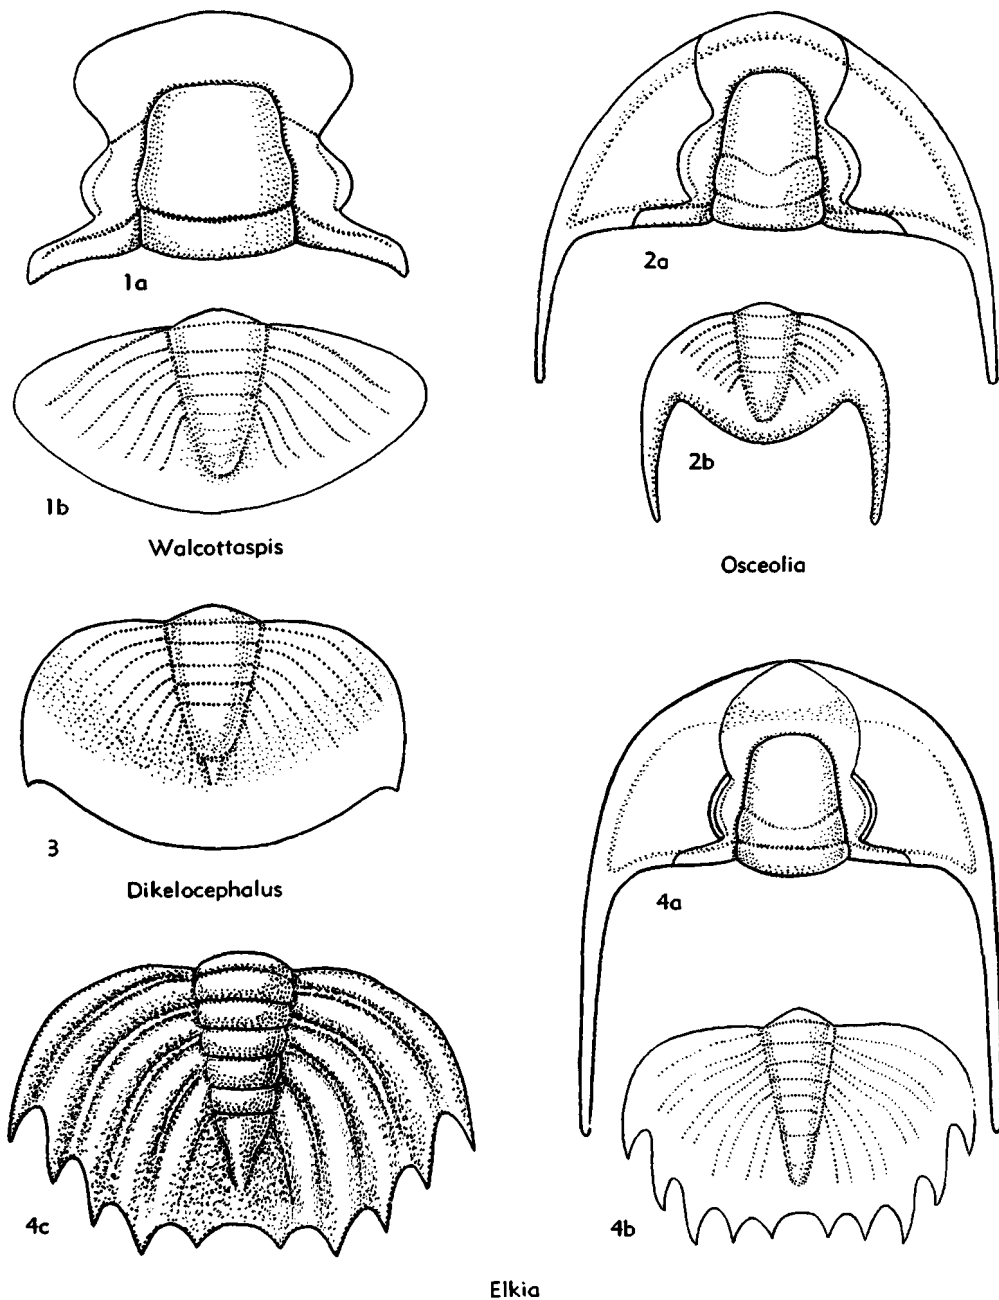 1a
2a
1b
2b
Walcottaspis
Osceolia
3
Dikelocephalus
4a
4c
4b
Elkia